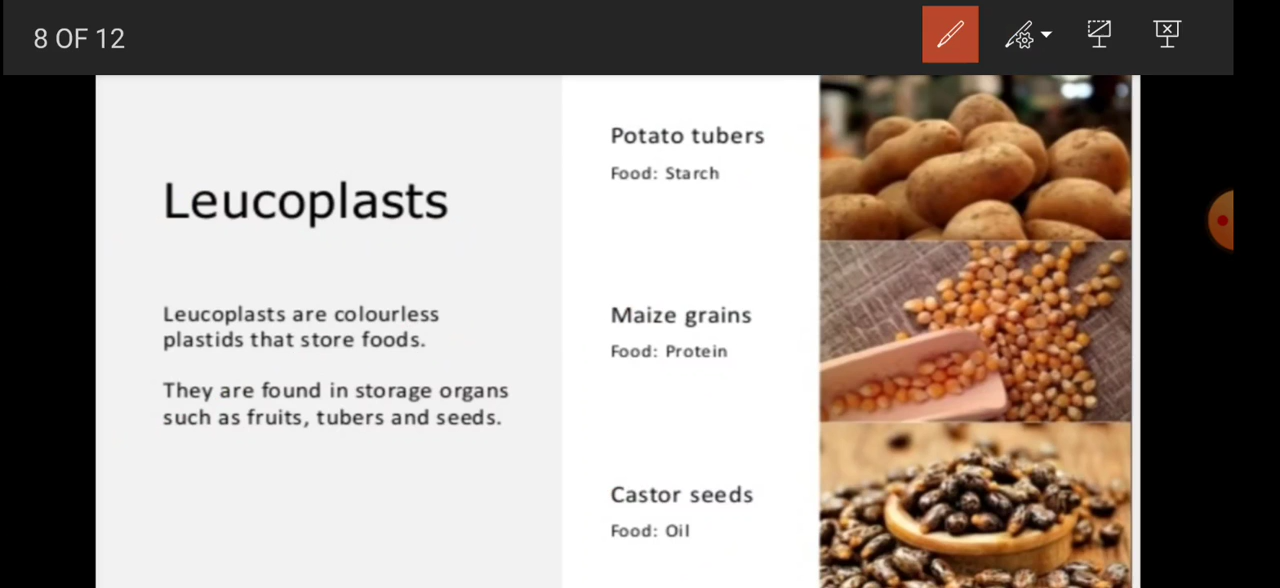 8 OF 12
Leucoplasts
Leucoplasts are colourless
plastids that store foods.
They are found in storage organs
such as fruits, tubers and seeds.
Potato tubers
Food: Starch
Maize grains
Food: Protein
Castor seeds
Food: Oil